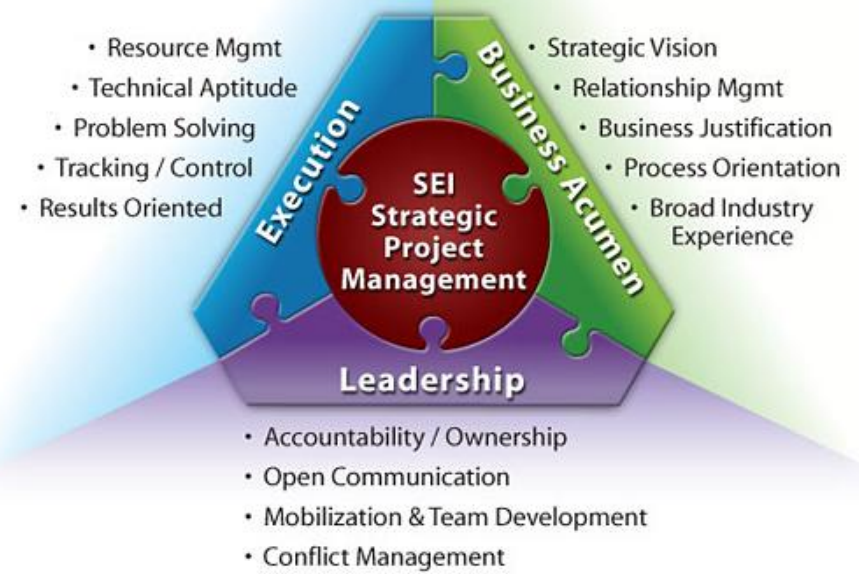 • Resource Mgmt
• Technical Aptitude
• Problem Solving
• Tracking / Control
• Results Oriented
Execution
• Strategic Vision
• Relationship Mgmt
• Business Justification
• Process Orientation
• Broad Industry
Experience
Business Acumen
SEI
Strategic
Project
Management
Leadership
• Accountability / Ownership
• Open Communication
• Mobilization & Team Development
• Conflict Management